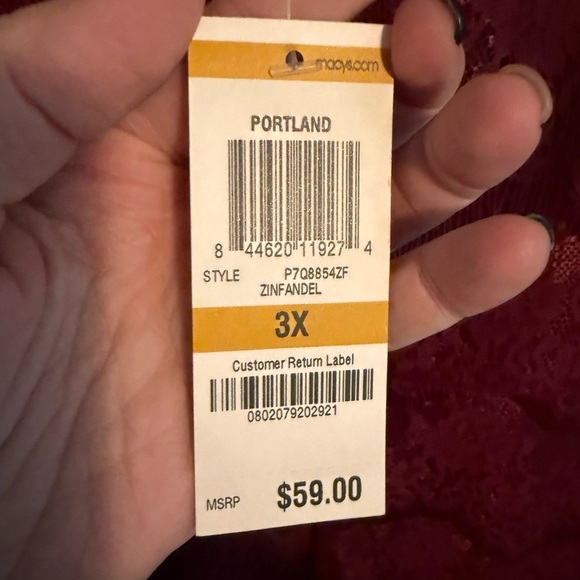 macys.com
PORTLAND
8 44620 11927 4
STYLE P7Q8854ZF
ZINFANDEL
3X
Customer Return Label
0802079202921
MSRP $59.00